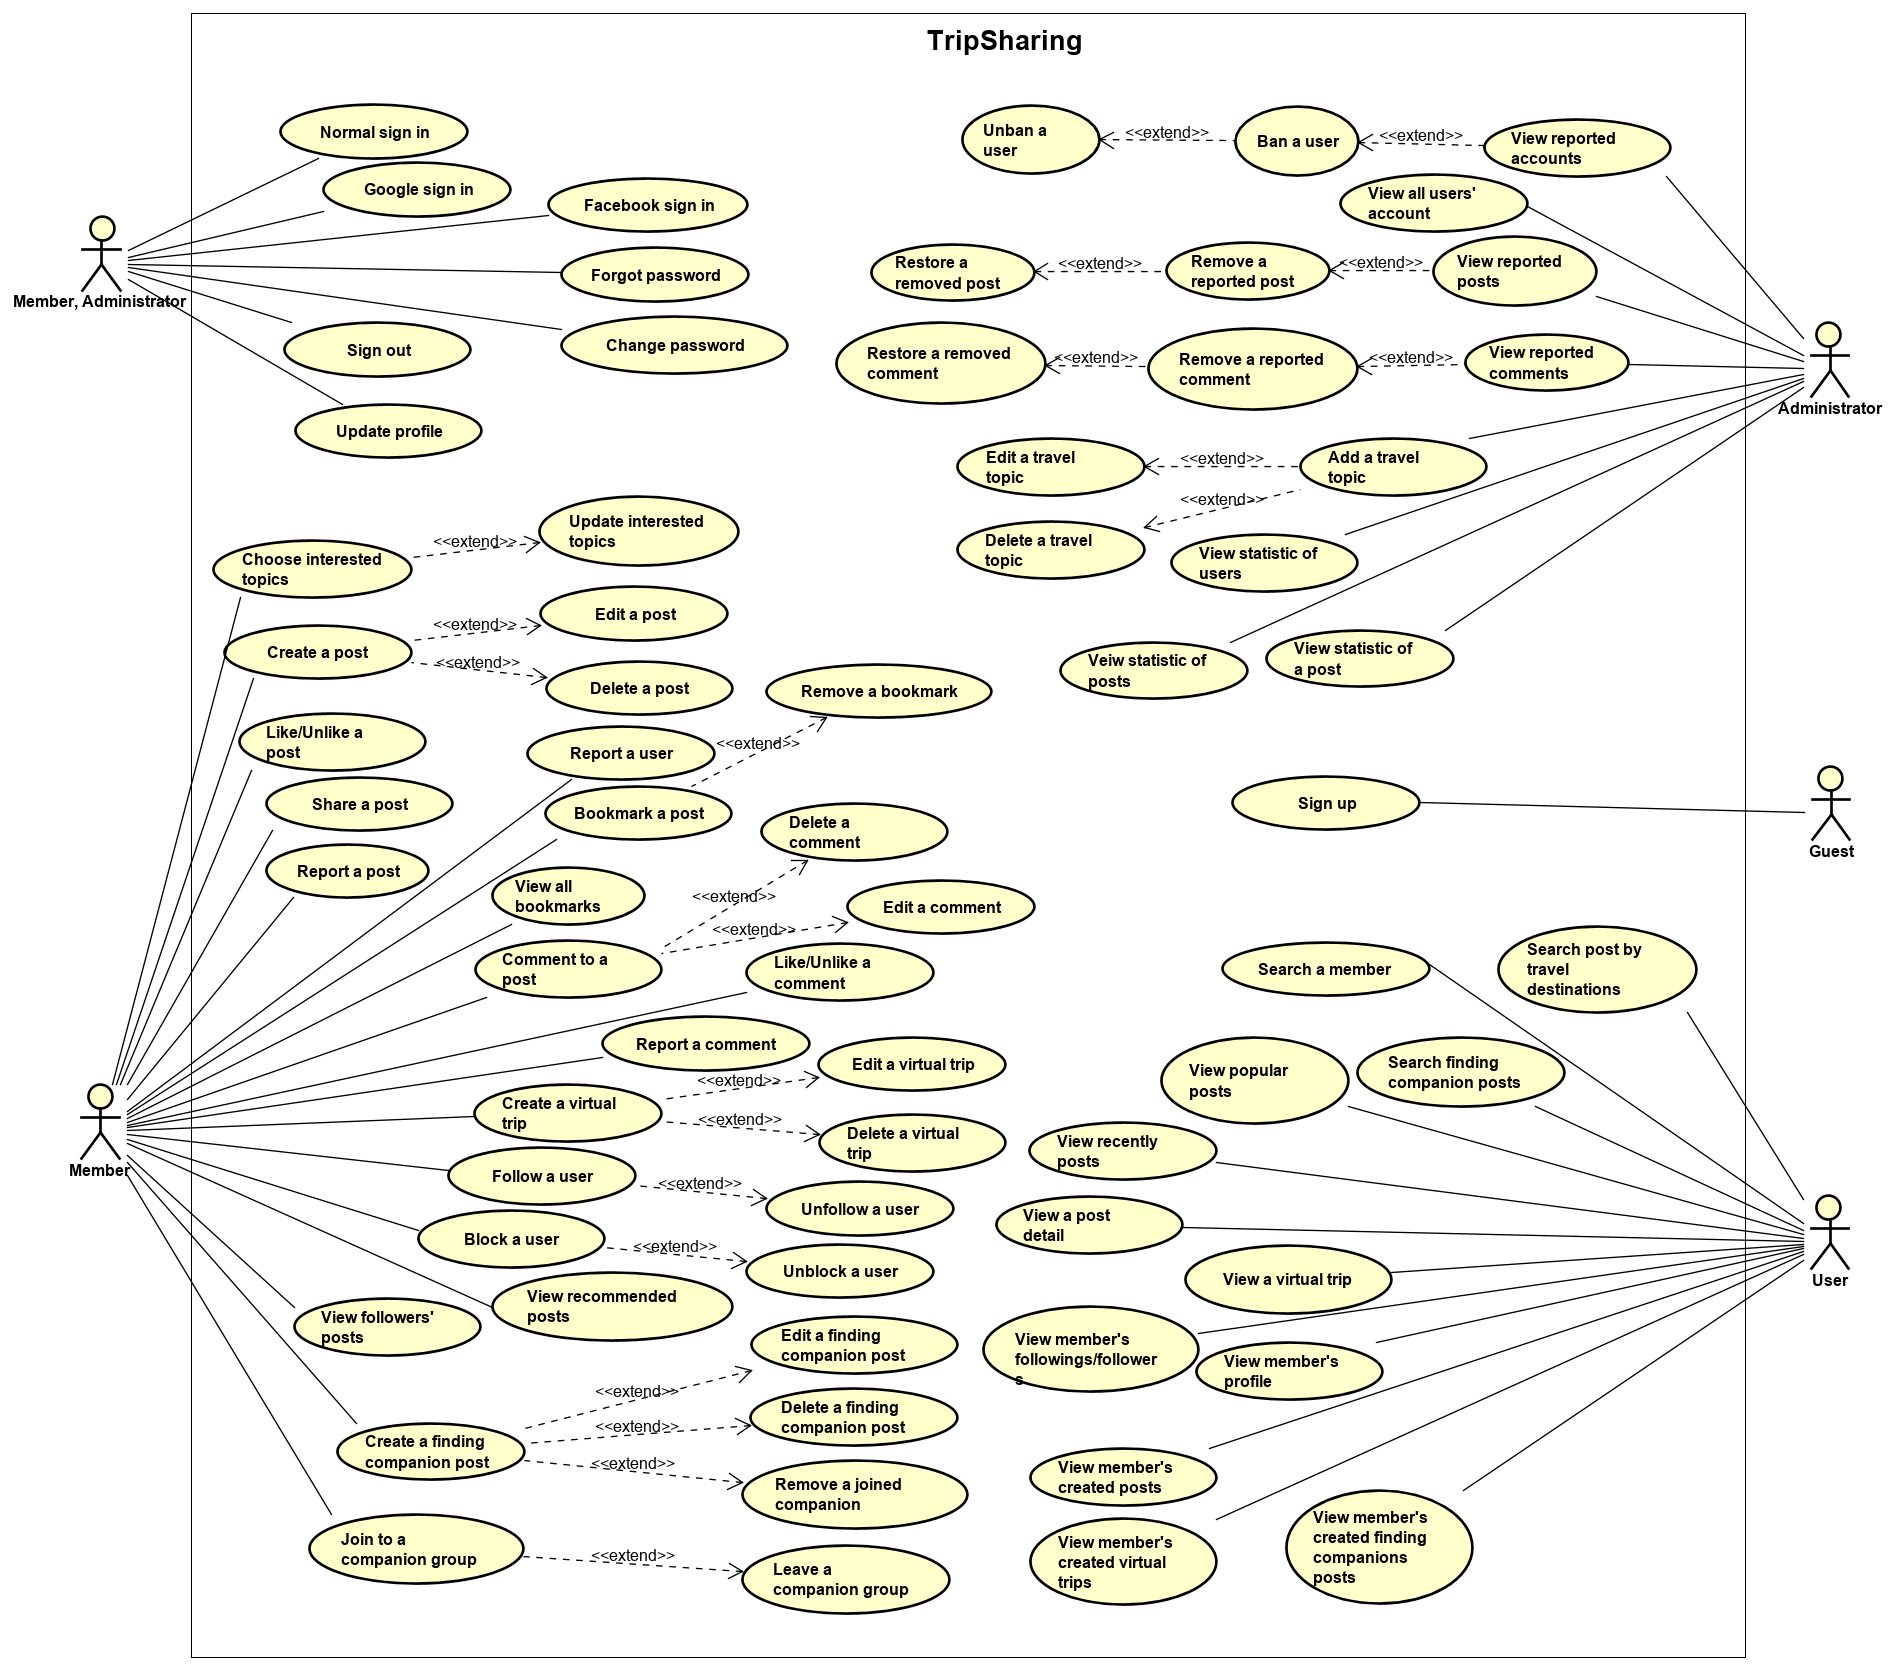 TripSharing
Normal sign in
Google sign in
Facebook sign in
Forgot password
Member, Administrator
Sign out
Change password
Update profile
Unban a
user
<<extend>>
Ban a user
<<extend>>
View reported
accounts
View all users'
account
Restore a
removed post
<<extend>>
Remove a
reported post
<<extend>>
View reported
posts
Restore a removed
comment
<<extend>>
Remove a reported
comment
<<extend>>
View reported
comments
Administrator
Edit a travel
topic
<<extend>>
Add a travel
topic
<<extend>>
Delete a travel
topic
View statistic of
users
Veiw statistic of
posts
View statistic of
a post
Choose interested
topics
<<extend>>
Update interested
topics
Create a post
<<extend>>
Edit a post
<<extend>>
Delete a post
Remove a bookmark
Like/Unlike a
post
Report a user
<<extend>>
Share a post
Bookmark a post
Delete a
comment
Report a post
View all
bookmarks
<<extend>>
Edit a comment
<<extend>>
Comment to a
post
Like/Unlike a
comment
Report a comment
Edit a virtual trip
<<extend>>
Create a virtual
trip
<<extend>>
Delete a virtual
trip
Member
Follow a user
<<extend>>
Unfollow a user
Block a user
<<extend>>
Unblock a user
View followers'
posts
View recommended
posts
Edit a finding
companion post
<<extend>>
Delete a finding
companion post
<<extend>>
Create a finding
companion post
<<extend>>
Remove a joined
companion
Join to a
companion group
<<extend>>
Leave a
companion group
Sign up
Guest
Search a member
Search post by
travel
destinations
View popular
posts
Search finding
companion posts
View recently
posts
View a post
detail
View a virtual trip
User
View member's
followings/follower
s
View member's
profile
View member's
created posts
View member's
created virtual
trips
View member's
created finding
companions
posts